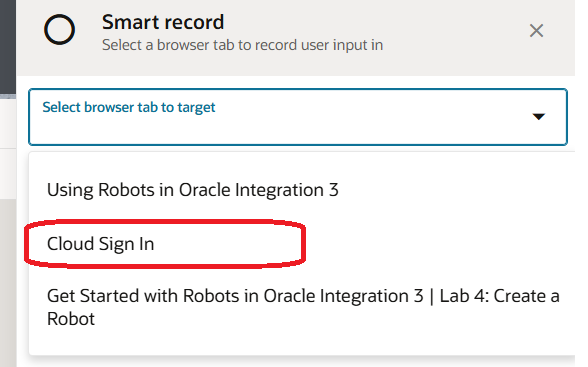 Smart record
Select a browser tab to record user input in
Select browser tab to target
Using Robots in Oracle Integration 3
Cloud Sign In
Get Started with Robots in Oracle Integration 3 | Lab 4: Create a
Robot